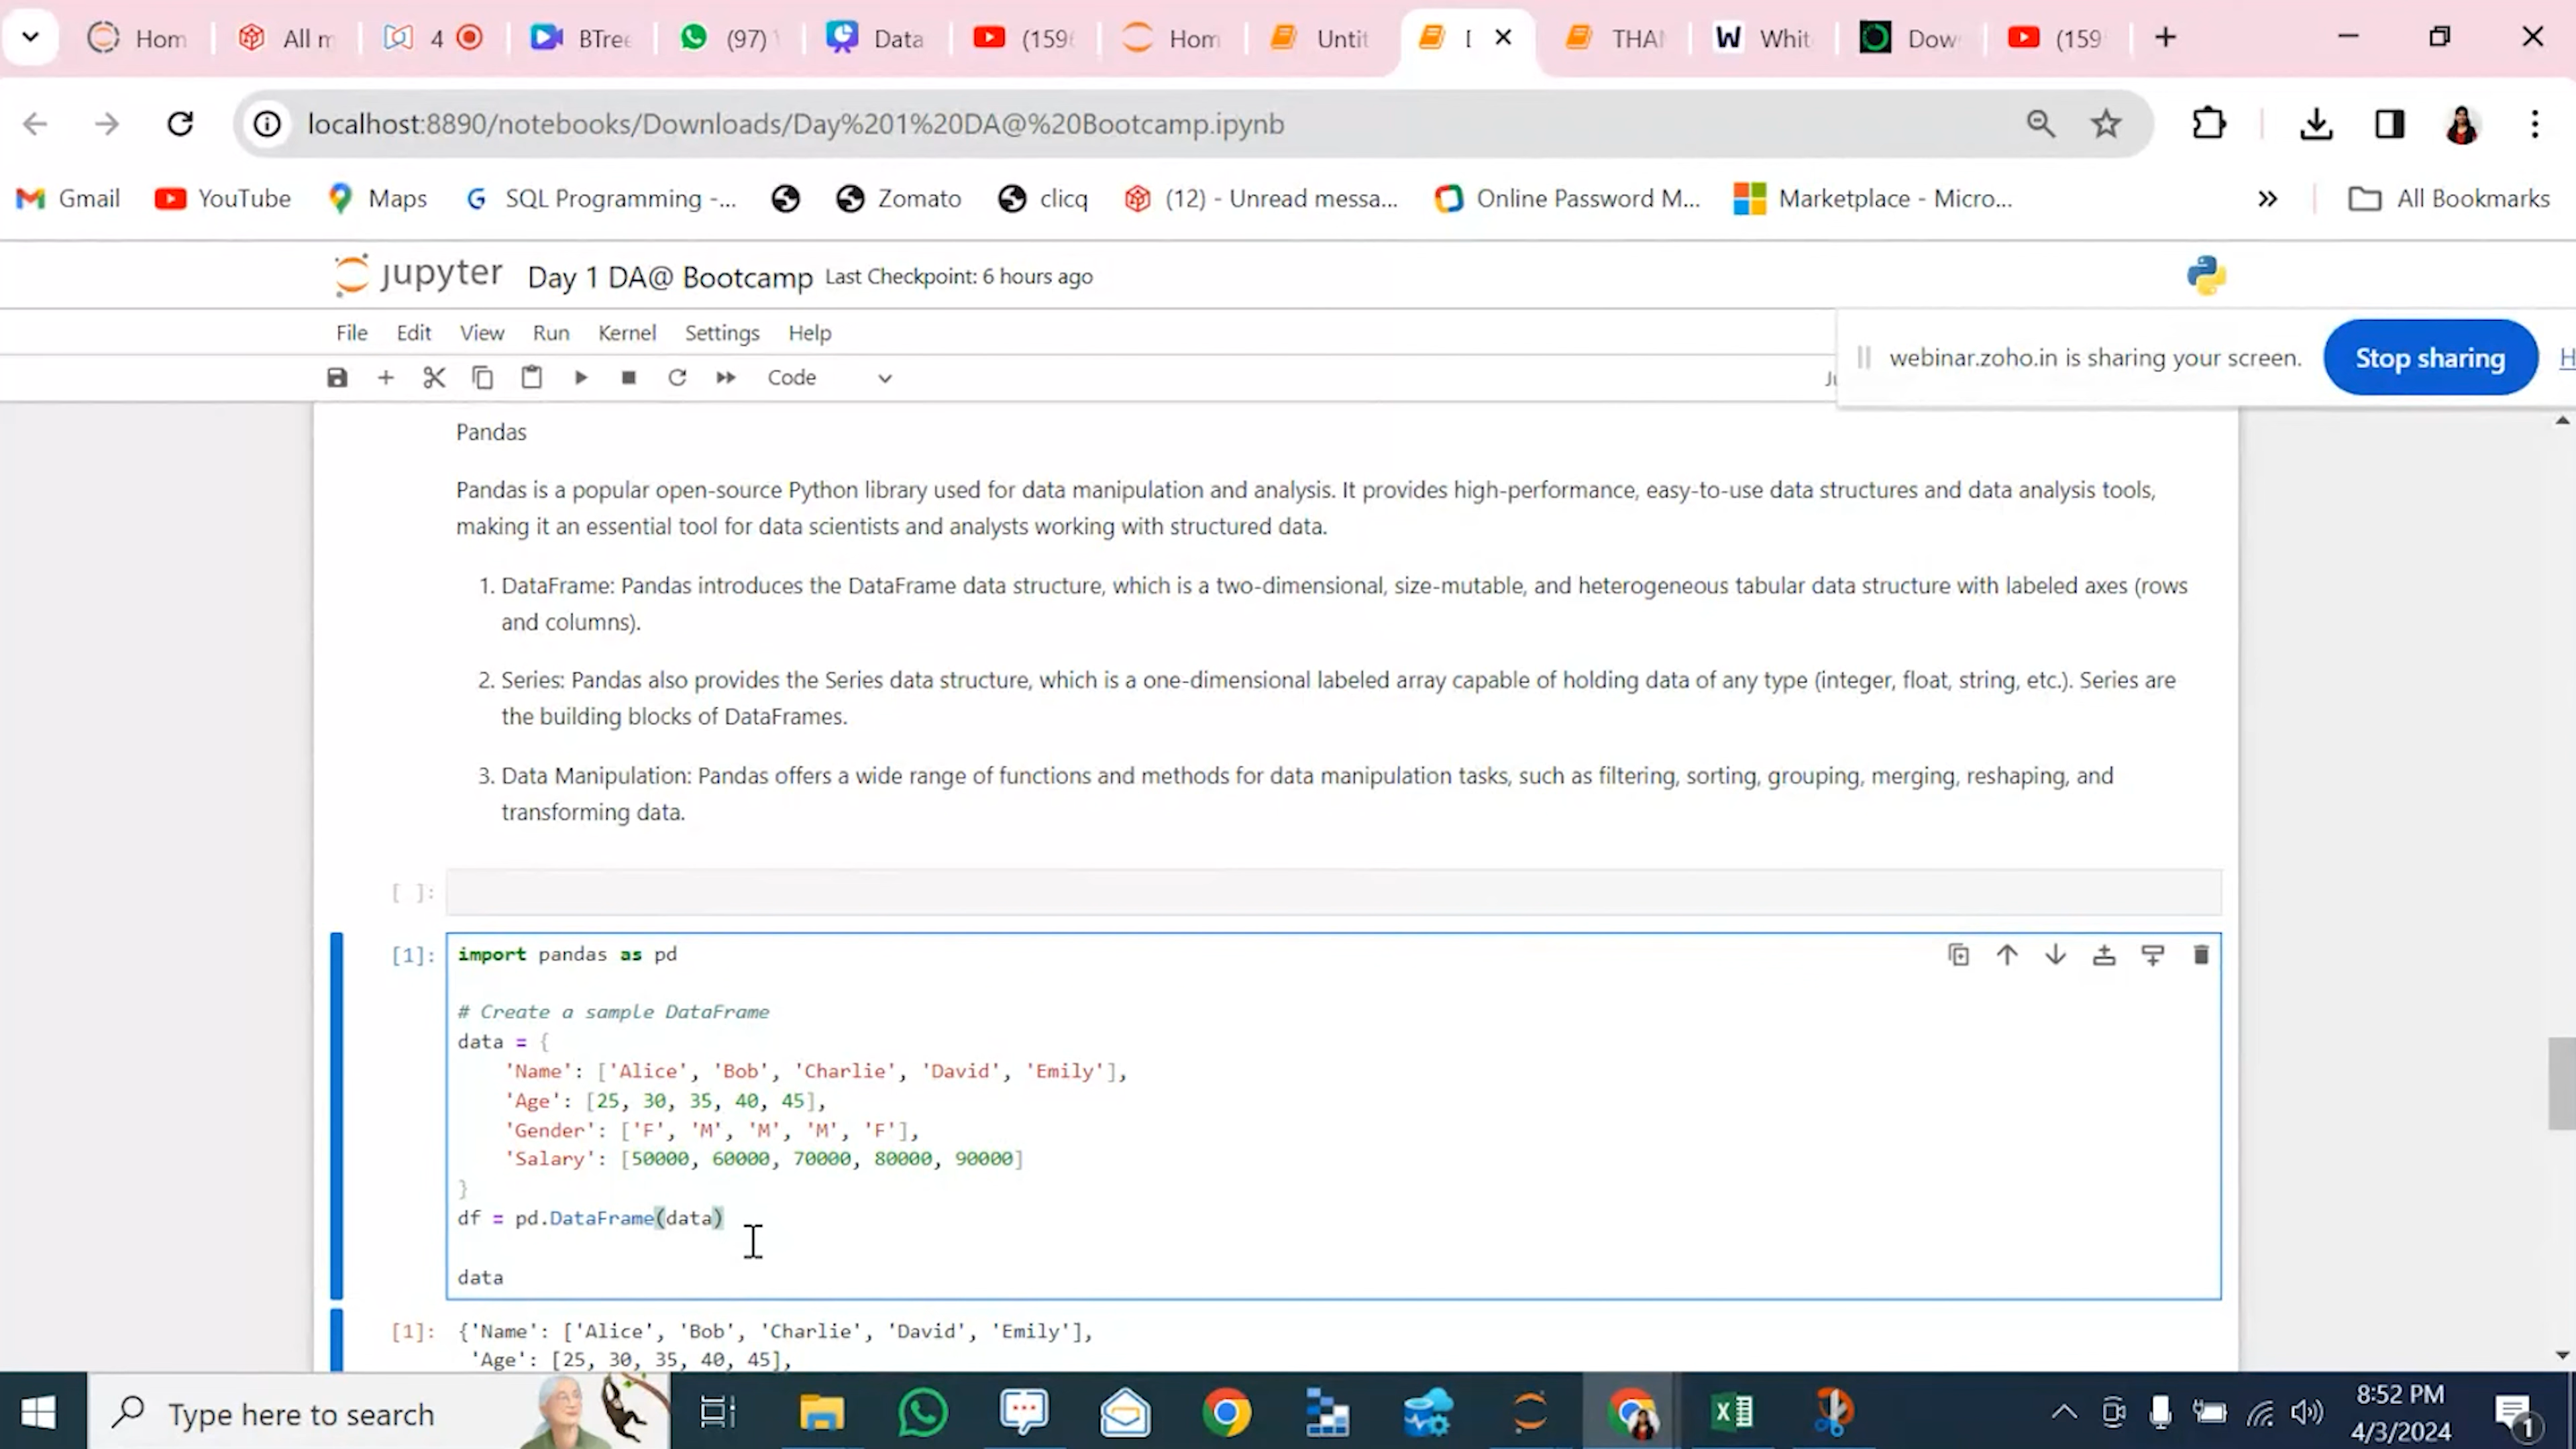 Hom
All m
4
BTree
(97)
Data
(159
Hom
Untit
THA
Whit
Dow
(159
localhost:8890/notebooks/Downloads/Day%201%20DA@%20Bootcamp.ipynb
Gmail
YouTube
Maps
SQL Programming -...
Zomato
clicq
(12) - Unread messa...
Online Password M...
Marketplace - Micro...
All Bookmarks
jupyter Day 1 DA@ Bootcamp Last Checkpoint: 6 hours ago
File Edit View Run Kernel Settings Help
webinar.zoho.in is sharing your screen. Stop sharing
Code
Pandas
Pandas is a popular open-source Python library used for data manipulation and analysis. It provides high-performance, easy-to-use data structures and data analysis tools,
making it an essential tool for data scientists and analysts working with structured data.
1. DataFrame: Pandas introduces the DataFrame data structure, which is a two-dimensional, size-mutable, and heterogeneous tabular data structure with labeled axes (rows
and columns).
2. Series: Pandas also provides the Series data structure, which is a one-dimensional labeled array capable of holding data of any type (integer, float, string, etc.). Series are
the building blocks of DataFrames.
3. Data Manipulation: Pandas offers a wide range of functions and methods for data manipulation tasks, such as filtering, sorting, grouping, merging, reshaping, and
transforming data.
[ ]:
[1]: import pandas as pd
# Create a sample DataFrame
data = {
'Name': ['Alice', 'Bob', 'Charlie', 'David', 'Emily'],
'Age': [25, 30, 35, 40, 45],
'Gender': ['F', 'M', 'M', 'M', 'F'],
'Salary': [50000, 60000, 70000, 80000, 90000]
}
df = pd.DataFrame(data)
data
[1]: {'Name': ['Alice', 'Bob', 'Charlie', 'David', 'Emily'],
'Age': [25, 30, 35, 40, 45],
Type here to search
8:52 PM
4/3/2024
1